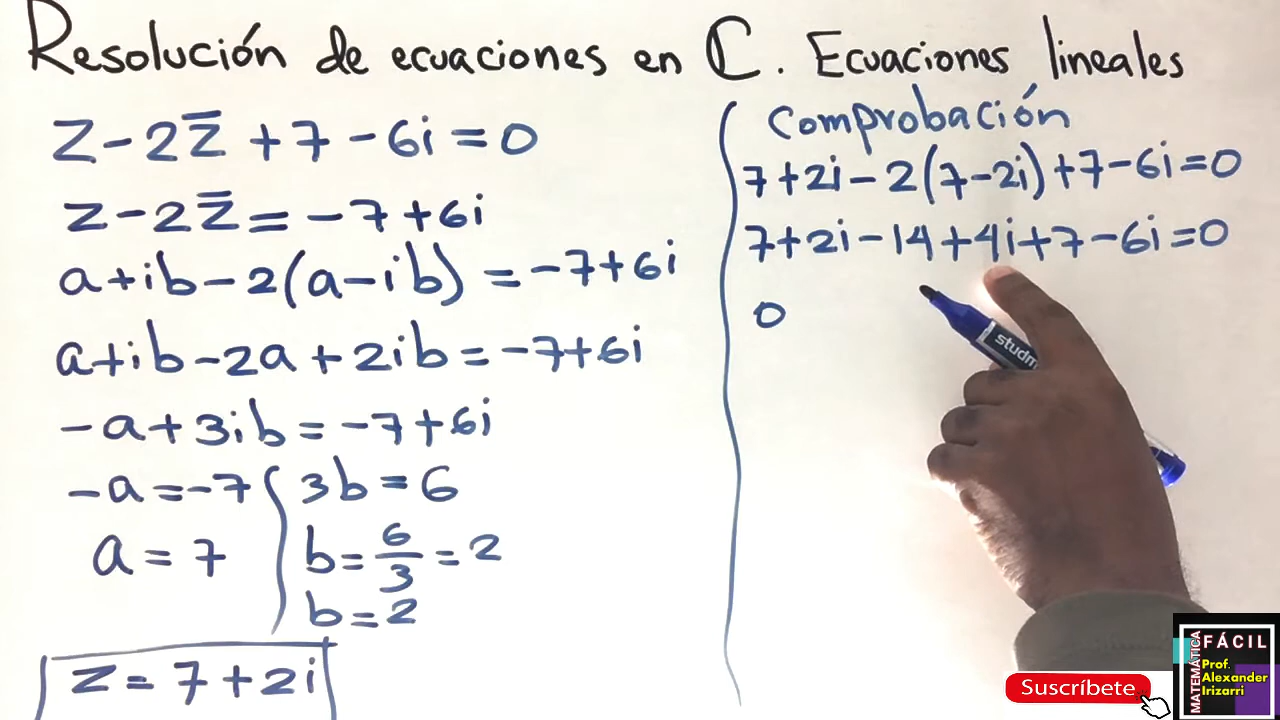 Resolución de ecuaciones en ℂ. Ecuaciones lineales
z - 2z̅ + 7 - 6i = 0
z - 2z̅ = -7 + 6i
a + ib - 2(a - ib) = -7 + 6i
a + ib - 2a + 2ib = -7 + 6i
-a + 3ib = -7 + 6i
-a = -7
a = 7
3b = 6
b = 6/3 = 2
b = 2
z = 7 + 2i
Comprobación
7 + 2i - 2(7 - 2i) + 7 - 6i = 0
7 + 2i - 14 + 4i + 7 - 6i = 0
0
Suscríbete
MATEMÁTICA
FÁCIL
Prof.
Alexander
Irizarri